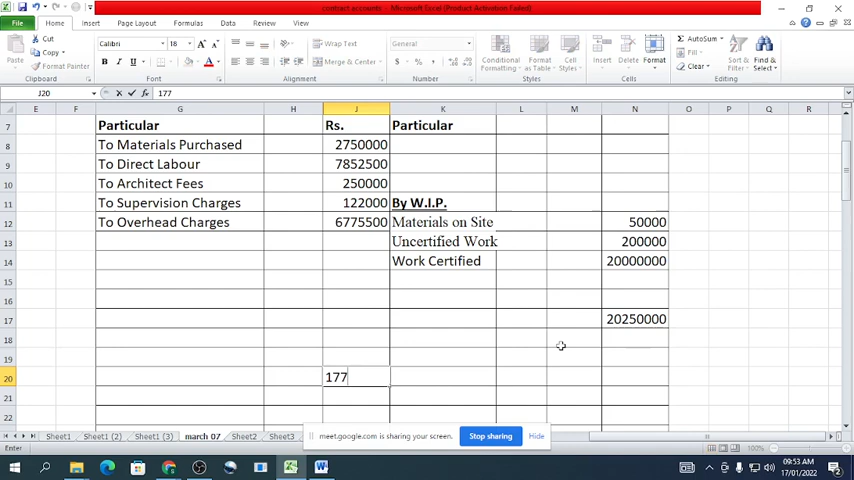 contract accounts - Microsoft Excel (Product Activation Failed)
File Home Insert Page Layout Formulas Data Review View
Cut
Copy
Format Painter
Paste
Clipboard
Calibri 18
B I U
Font
Wrap Text
Merge & Center
Alignment
General
Number
Conditional Formatting
Format as Table
Cell Styles
Styles
Insert Delete Format
Cells
AutoSum
Fill
Clear
Sort & Filter
Find & Select
Editing
J20 177
E F G H J K L M N O P Q R
7 Particular Rs. Particular
8 To Materials Purchased 2750000
9 To Direct Labour 7852500
10 To Architect Fees 250000
11 To Supervision Charges 122000 By W.I.P.
12 To Overhead Charges 6775500 Materials on Site 50000
13 Uncertified Work 200000
14 Work Certified 20000000
15
16
17 20250000
18
19
20 177
21
22
Sheet1 Sheet1 (2) Sheet1 (3) march 07 Sheet2 Sheet3
meet.google.com is sharing your screen. Stop sharing Hide
Enter 100%
09:53 AM
17/01/2022